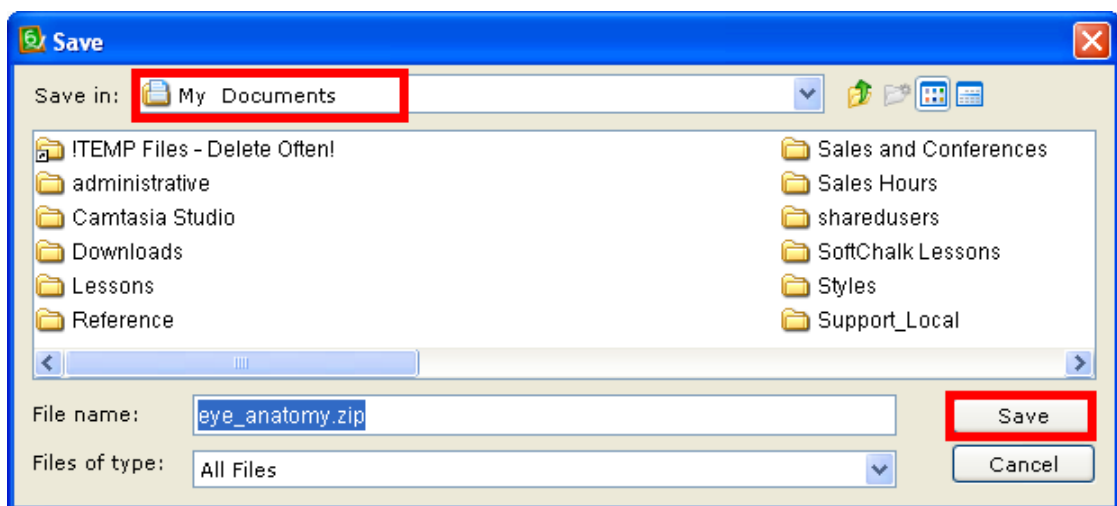 Save
Save in: My Documents
!TEMP Files - Delete Often!
administrative
Camtasia Studio
Downloads
Lessons
Reference
Sales and Conferences
Sales Hours
sharedusers
SoftChalk Lessons
Styles
Support_Local
File name: eye_anatomy.zip
Save
Files of type: All Files
Cancel